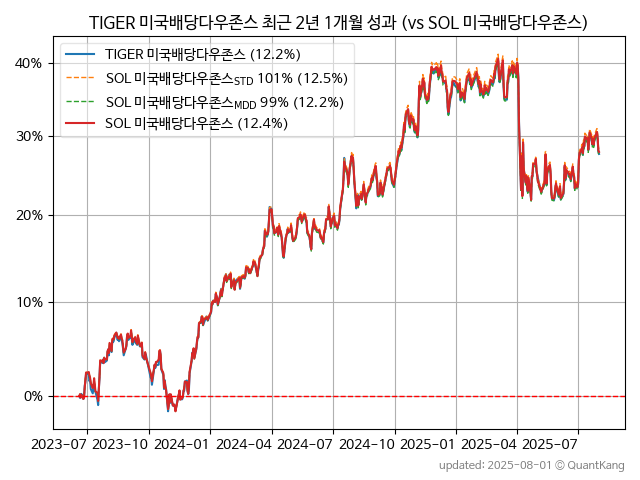 TIGER 미국배당다우존스 최근 2년 1개월 성과 (vs SOL 미국배당다우존스)
TIGER 미국배당다우존스 (12.2%)
SOL 미국배당다우존스STD 101% (12.5%)
SOL 미국배당다우존스MDD 99% (12.2%)
SOL 미국배당다우존스 (12.4%)
40%
30%
20%
10%
0%
2023-07 2023-10 2024-01 2024-04 2024-07 2024-10 2025-01 2025-04 2025-07
updated: 2025-08-01 © QuantKang